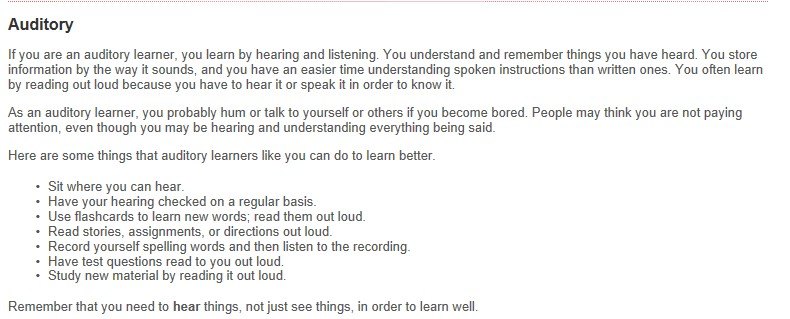 Auditory
If you are an auditory learner, you learn by hearing and listening. You understand and remember things you have heard. You store
information by the way it sounds, and you have an easier time understanding spoken instructions than written ones. You often learn
by reading out loud because you have to hear it or speak it in order to know it.
As an auditory learner, you probably hum or talk to yourself or others if you become bored. People may think you are not paying
attention, even though you may be hearing and understanding everything being said.
Here are some things that auditory learners like you can do to learn better.
• Sit where you can hear.
• Have your hearing checked on a regular basis.
• Use flashcards to learn new words; read them out loud.
• Read stories, assignments, or directions out loud.
• Record yourself spelling words and then listen to the recording.
• Have test questions read to you out loud.
• Study new material by reading it out loud.
Remember that you need to hear things, not just see things, in order to learn well.